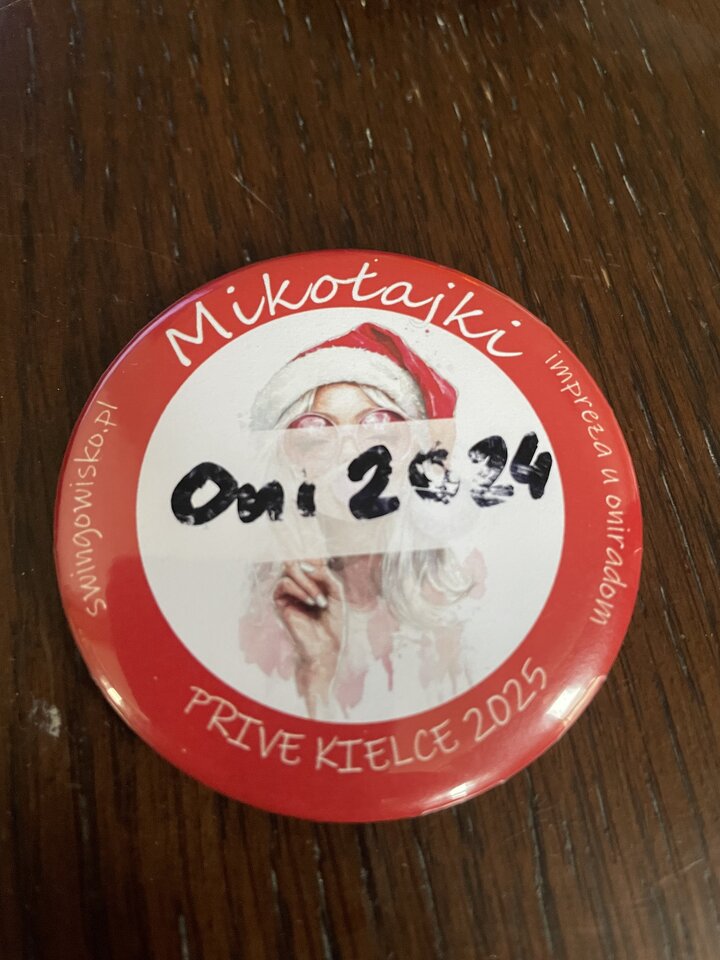 Mikołajki
swingowisko.pl
impreza u oniradom
Oni 2024
PRIVE KIELCE 2025